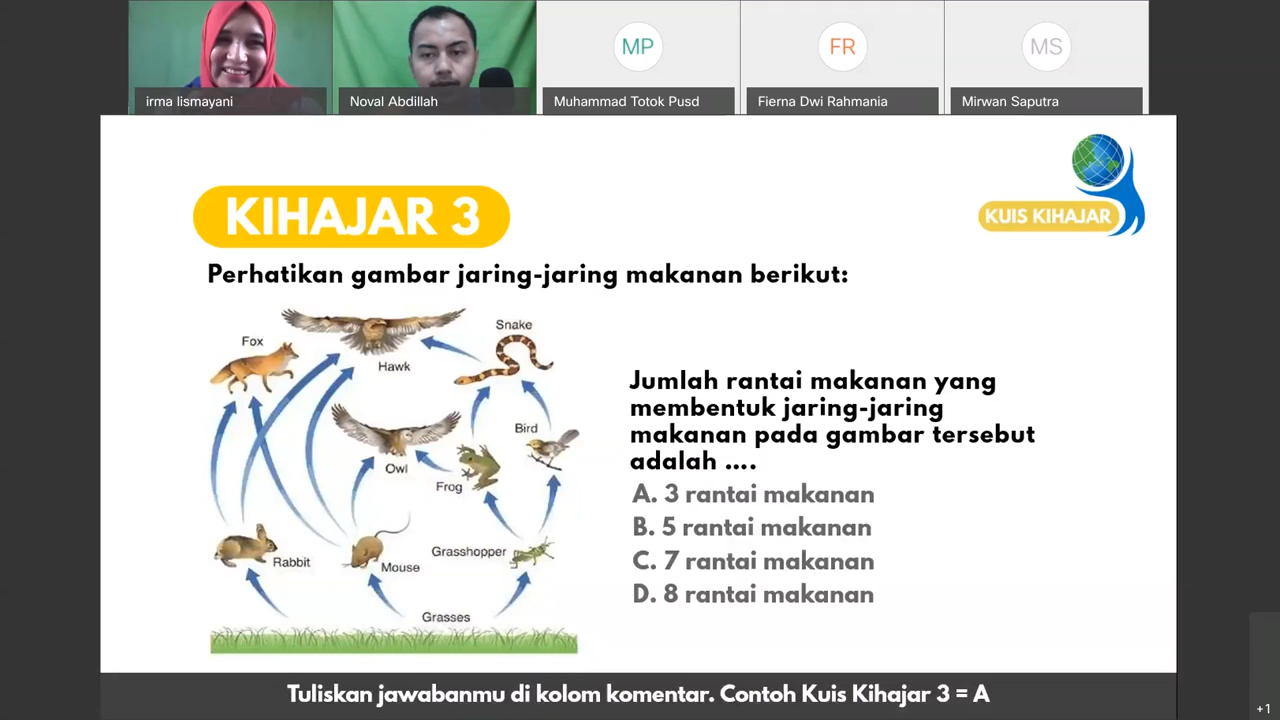 MP
FR
MS
irma lismayani
Noval Abdillah
Muhammad Totok Pusd
Fierna Dwi Rahmania
Mirwan Saputra
KIHAJAR 3
KUIS KIHAJAR
Perhatikan gambar jaring-jaring makanan berikut:
Fox
Hawk
Snake
Owl
Frog
Bird
Rabbit
Mouse
Grasshopper
Grasses
Jumlah rantai makanan yang
membentuk jaring-jaring
makanan pada gambar tersebut
adalah ....
A. 3 rantai makanan
B. 5 rantai makanan
C. 7 rantai makanan
D. 8 rantai makanan
Tuliskan jawabanmu di kolom komentar. Contoh Kuis Kihajar 3 = A
+1